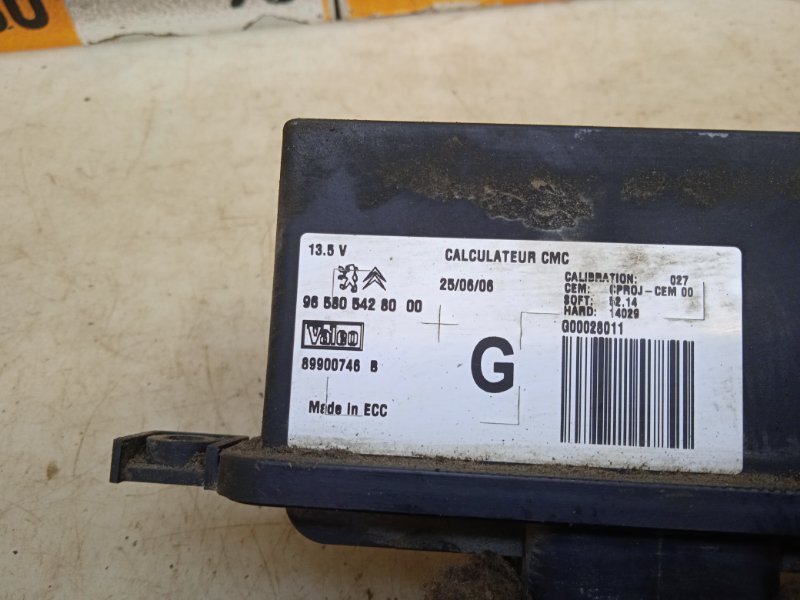 13.5 V
CALCULATEUR CMC
25/06/06
CALIBRATION: 027
CEM: CPROJ-CEM 00
SOFT: 52.14
HARD: 14029
G00028011
96 580 542 80 00
Valeo
89900746 B
G
Made in ECC